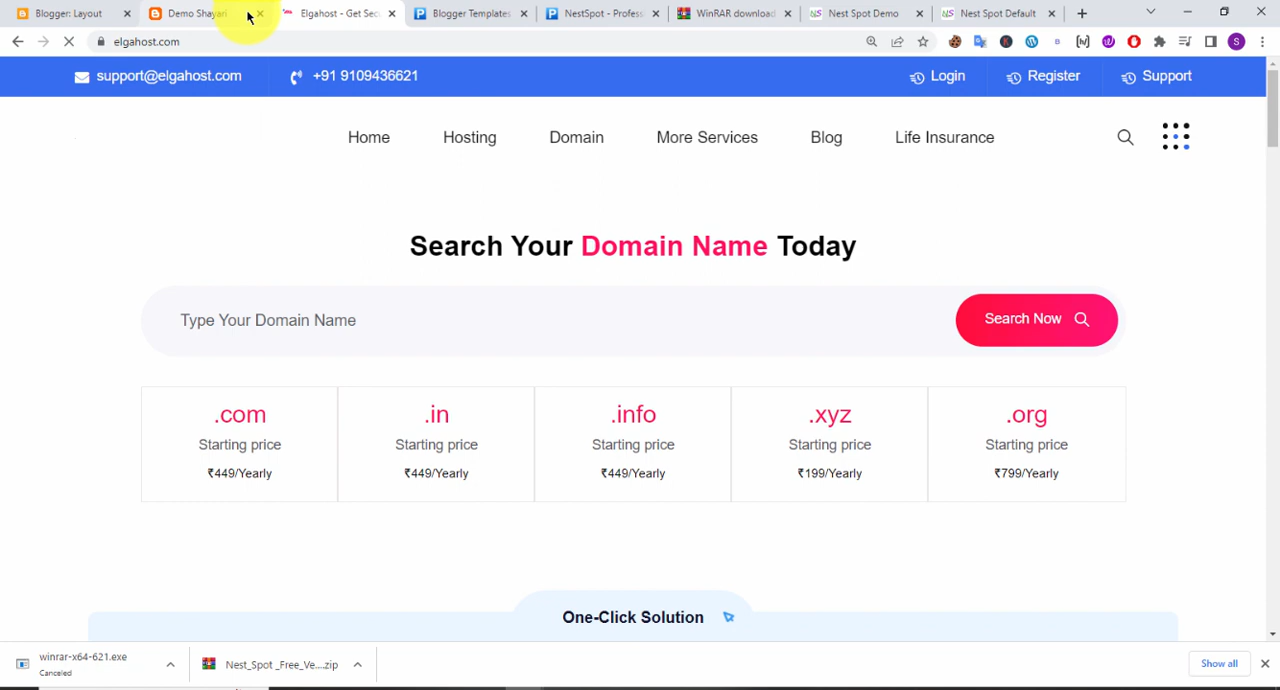 Blogger: Layout
Demo Shayari
Elgahost - Get Sec
Blogger Templates
NestSpot - Profess
WinRAR download
Nest Spot Demo
Nest Spot Default
elgahost.com
S
support@elgahost.com
+91 9109436621
Login
Register
Support
Home
Hosting
Domain
More Services
Blog
Life Insurance
Search Your Domain Name Today
Type Your Domain Name
Search Now
.com
.in
.info
.xyz
.org
Starting price
Starting price
Starting price
Starting price
Starting price
₹449/Yearly
₹449/Yearly
₹449/Yearly
₹199/Yearly
₹799/Yearly
One-Click Solution
winrar-x64-621.exe
Canceled
Nest_Spot _Free_Ve....zip
Show all